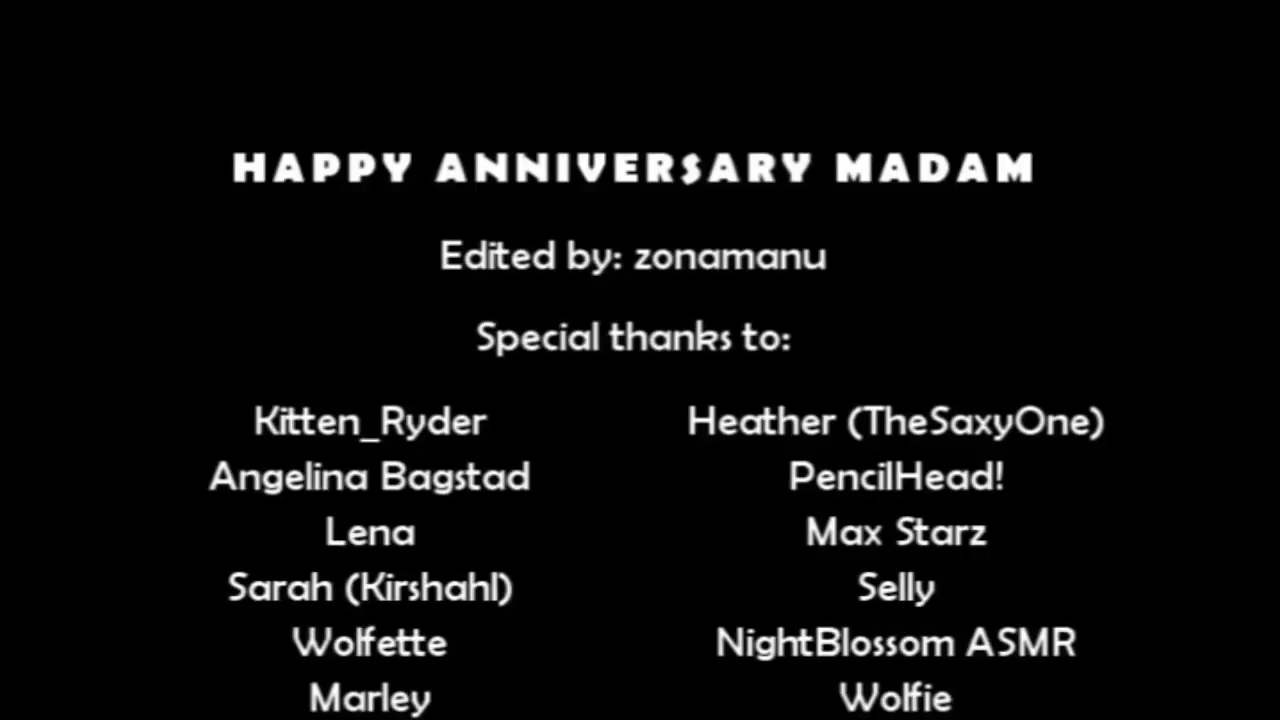 HAPPY ANNIVERSARY MADAM
Edited by: zonamanu
Special thanks to:
Kitten_Ryder
Angelina Bagstad
Lena
Sarah (Kirshahl)
Wolfette
Marley
Heather (TheSaxyOne)
PencilHead!
Max Starz
Selly
NightBlossom ASMR
Wolfie